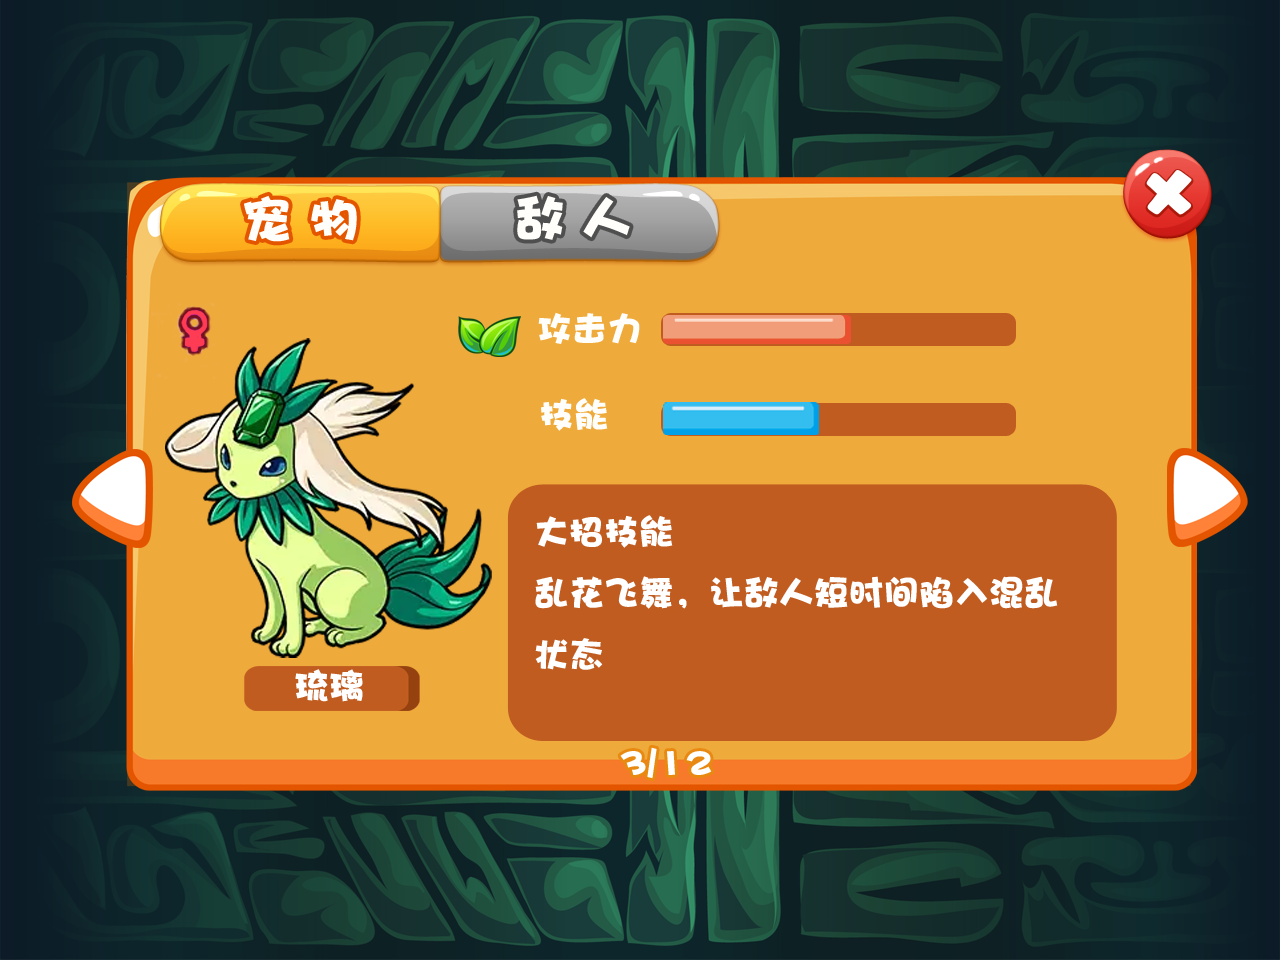 宠物
敌人
攻击力
技能
大招技能
乱花飞舞，让敌人短时间陷入混乱
状态
琉璃
3/12